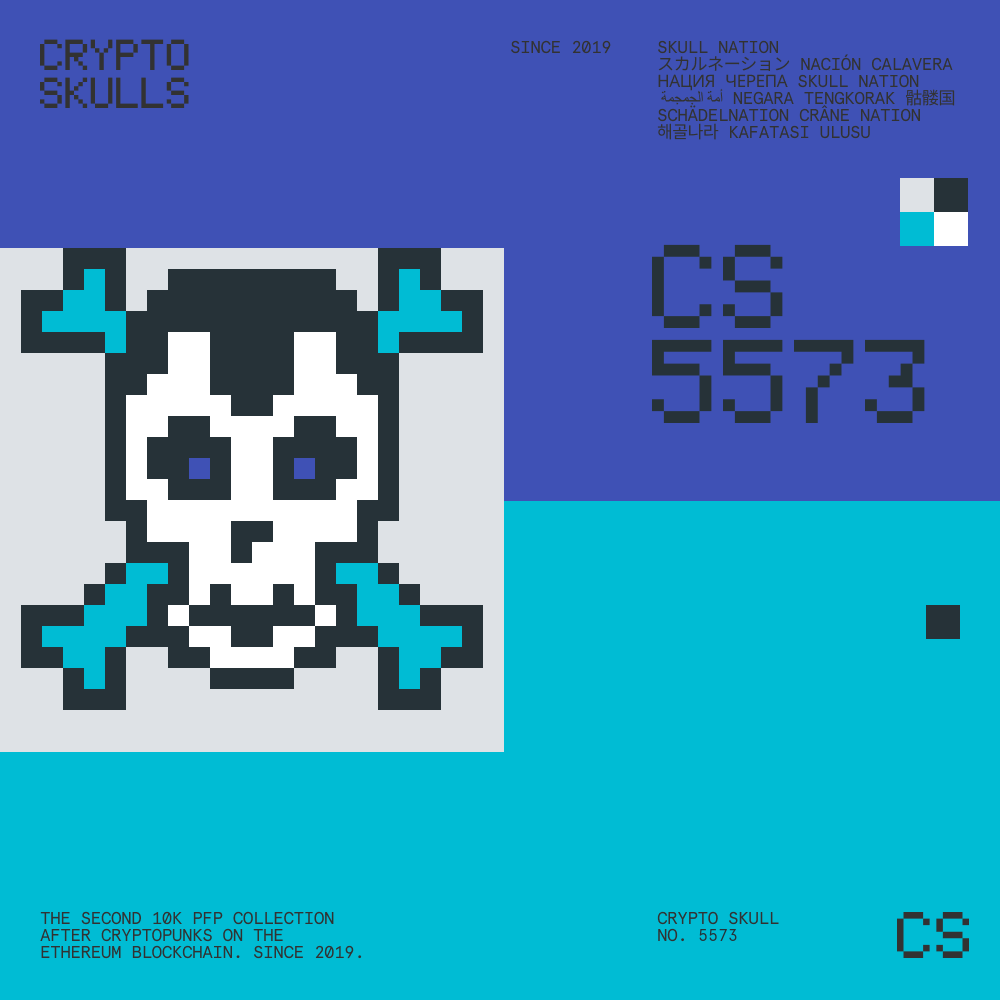 CRYPTO
SKULLS
SINCE 2019
SKULL NATION
スカルネーション NACIÓN CALAVERA
НАЦИЯ ЧЕРЕПА SKULL NATION
أمة الجمجمة NEGARA TENGKORAK 骷髅国
SCHÄDELNATION CRÂNE NATION
해골나라 KAFATASI ULUSU
CS
5573
THE SECOND 10K PFP COLLECTION
AFTER CRYPTOPUNKS ON THE
ETHEREUM BLOCKCHAIN. SINCE 2019.
CRYPTO SKULL
NO. 5573
CS